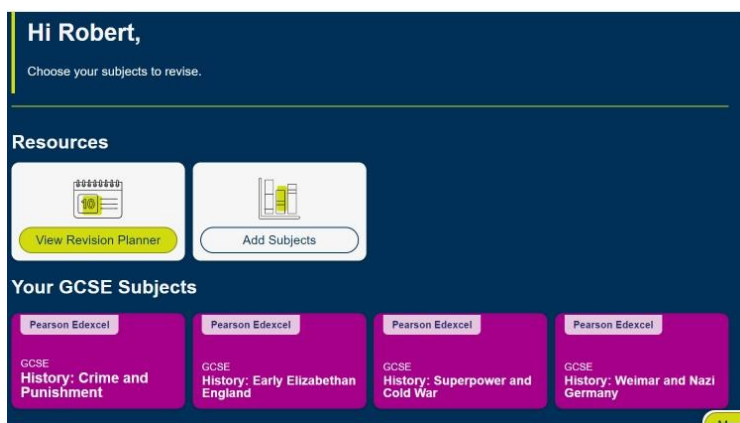 Hi Robert,
Choose your subjects to revise.
Resources
10
View Revision Planner
Add Subjects
Your GCSE Subjects
Pearson Edexcel
GCSE
History: Crime and
Punishment
Pearson Edexcel
GCSE
History: Early Elizabethan
England
Pearson Edexcel
GCSE
History: Superpower and
Cold War
Pearson Edexcel
GCSE
History: Weimar and Nazi
Germany